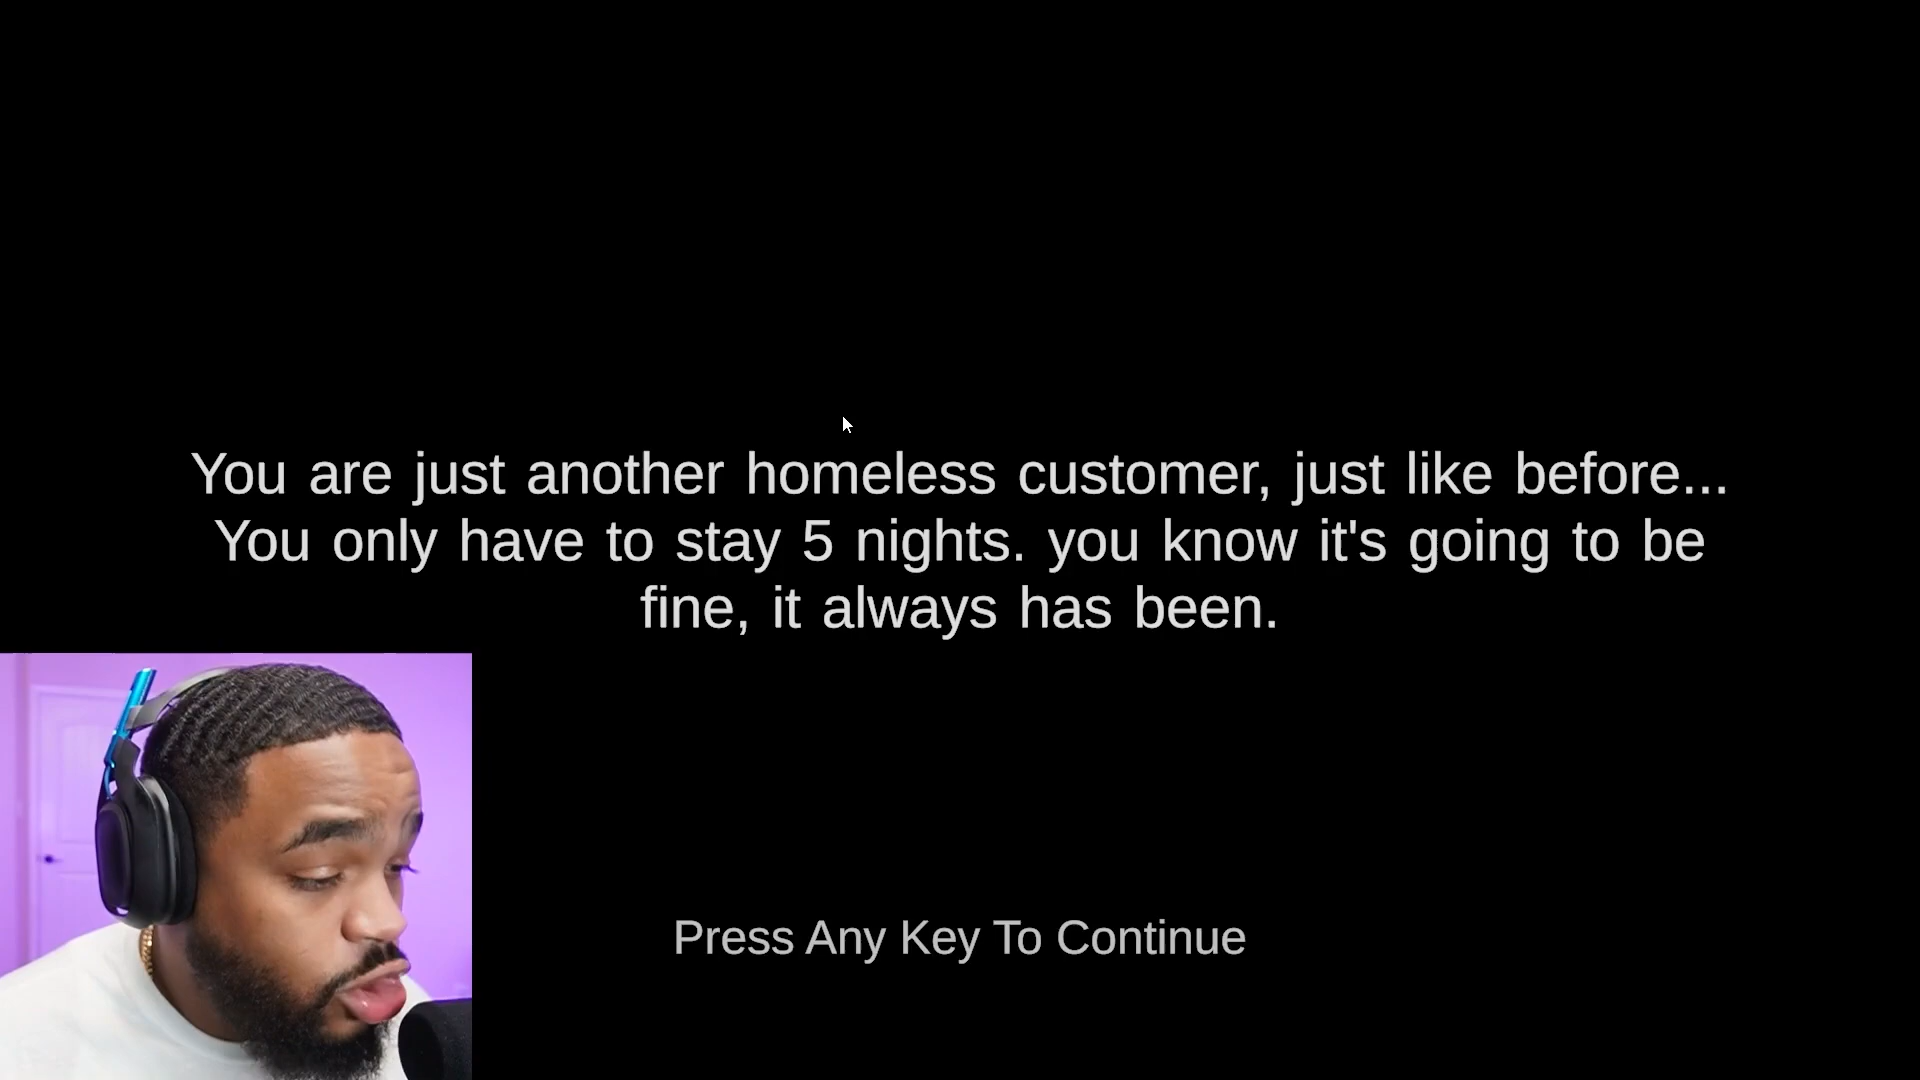 You are just another homeless customer, just like before...
You only have to stay 5 nights. you know it's going to be
fine, it always has been.
Press Any Key To Continue